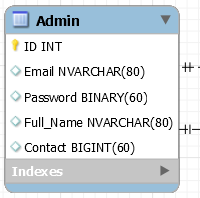 Admin
ID INT
Email NVARCHAR(80)
Password BINARY(60)
Full_Name NVARCHAR(80)
Contact BIGINT(60)
Indexes